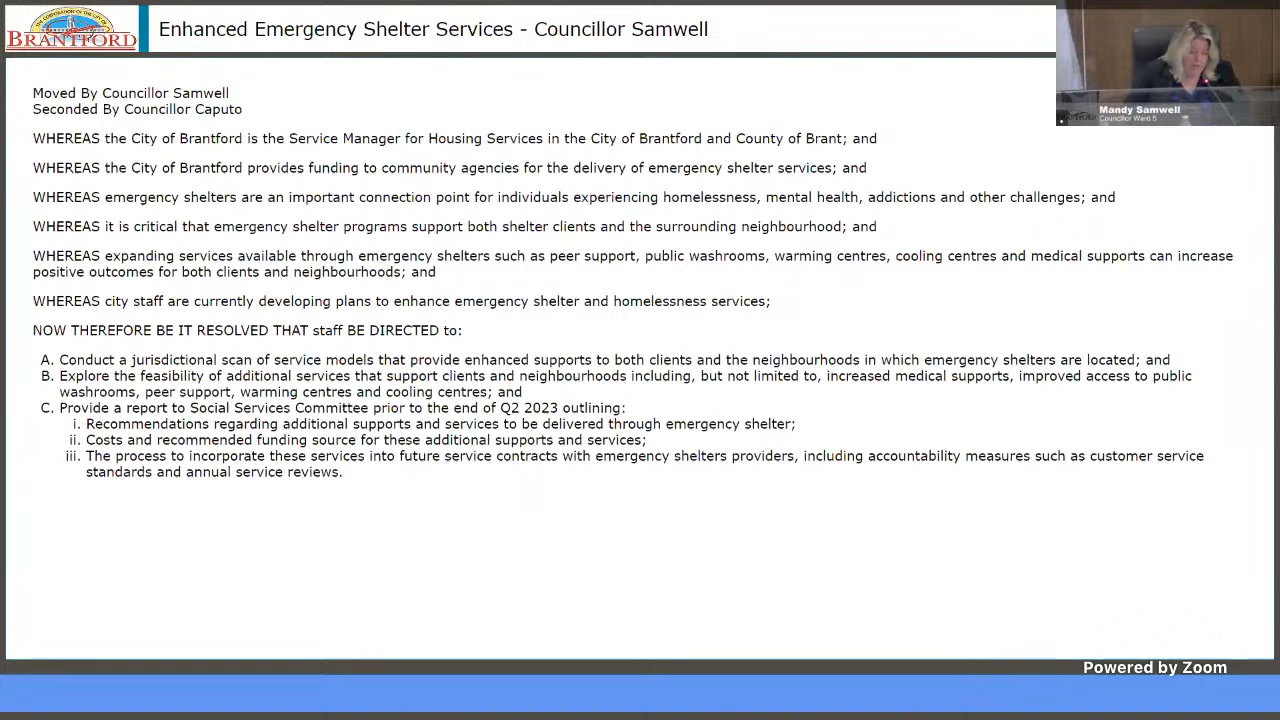 THE CORPORATION OF THE CITY OF
BRANTFORD
Enhanced Emergency Shelter Services - Councillor Samwell
Mandy Samwell
Councillor Ward 5
Moved By Councillor Samwell
Seconded By Councillor Caputo
WHEREAS the City of Brantford is the Service Manager for Housing Services in the City of Brantford and County of Brant; and
WHEREAS the City of Brantford provides funding to community agencies for the delivery of emergency shelter services; and
WHEREAS emergency shelters are an important connection point for individuals experiencing homelessness, mental health, addictions and other challenges; and
WHEREAS it is critical that emergency shelter programs support both shelter clients and the surrounding neighbourhood; and
WHEREAS expanding services available through emergency shelters such as peer support, public washrooms, warming centres, cooling centres and medical supports can increase
positive outcomes for both clients and neighbourhoods; and
WHEREAS city staff are currently developing plans to enhance emergency shelter and homelessness services;
NOW THEREFORE BE IT RESOLVED THAT staff BE DIRECTED to:
A. Conduct a jurisdictional scan of service models that provide enhanced supports to both clients and the neighbourhoods in which emergency shelters are located; and
B. Explore the feasibility of additional services that support clients and neighbourhoods including, but not limited to, increased medical supports, improved access to public
washrooms, peer support, warming centres and cooling centres; and
C. Provide a report to Social Services Committee prior to the end of Q2 2023 outlining:
i. Recommendations regarding additional supports and services to be delivered through emergency shelter;
ii. Costs and recommended funding source for these additional supports and services;
iii. The process to incorporate these services into future service contracts with emergency shelters providers, including accountability measures such as customer service
standards and annual service reviews.
Powered by Zoom